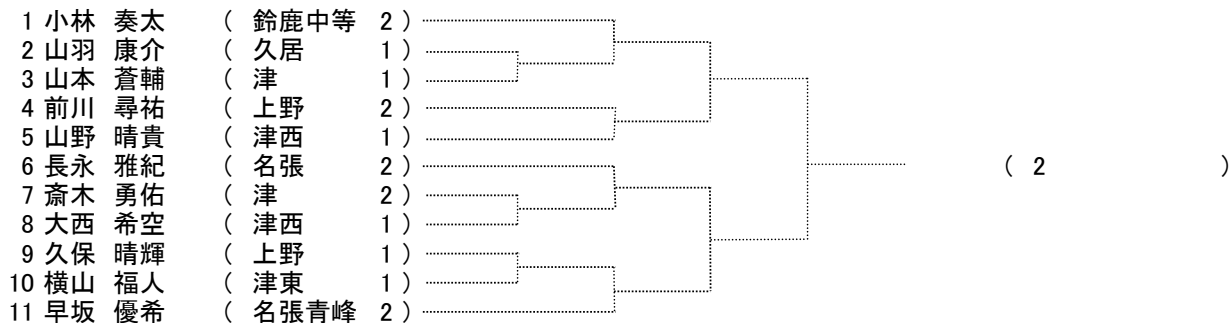 1 小林 奏太 ( 鈴鹿中等 2 )
2 山羽 康介 ( 久居 1 )
3 山本 蒼輔 ( 津 1 )
4 前川 尋祐 ( 上野 2 )
5 山野 晴貴 ( 津西 1 )
6 長永 雅紀 ( 名張 2 )
( 2 )
7 斎木 勇佑 ( 津 2 )
8 大西 希空 ( 津西 1 )
9 久保 晴輝 ( 上野 1 )
10 横山 福人 ( 津東 1 )
11 早坂 優希 ( 名張青峰 2 )